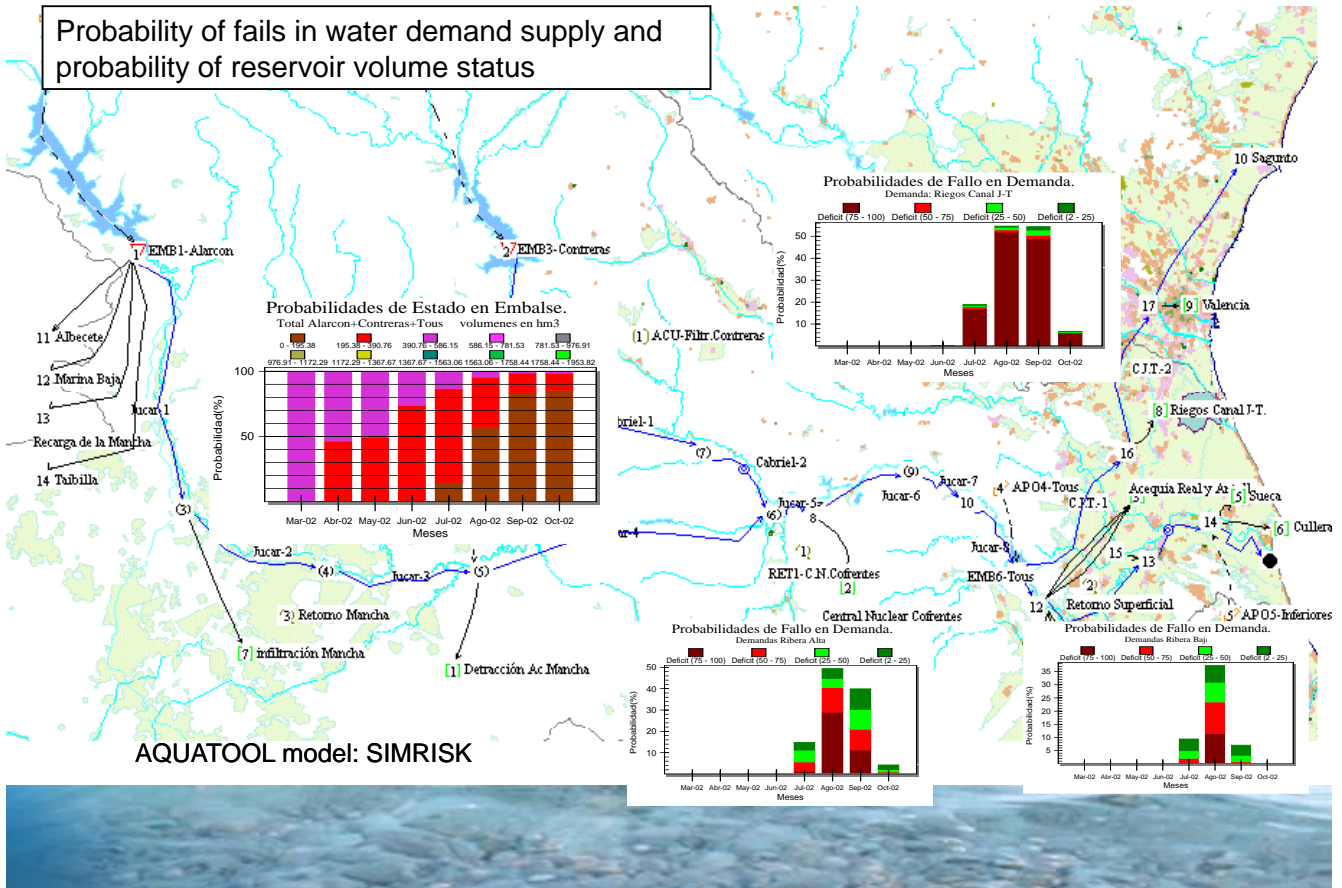 Probability of fails in water demand supply and
probability of reservoir volume status
10 Sagunto
Probabilidades de Fallo en Demanda.
Demanda: Riegos Canal J-T
Deficit (75 - 100) Deficit (50 - 75) Deficit (25 - 50) Deficit (2 - 25)
50
40
30
20
10
Probabilidad(%)
Mar-02 Abr-02 May-02 Jun-02 Jul-02 Ago-02 Sep-02 Oct-02
Meses
1 EMB1-Alarcon
2 EMB3-Contreras
17
[9] Valencia
Probabilidades de Estado en Embalse.
Total Alarcon+Contreras+Tous volumenes en hm3
0 - 195.38 195.38 - 390.76 390.76 - 586.15 586.15 - 781.53 781.53 - 976.91
976.91 - 1172.29 1172.29 - 1367.67 1367.67 - 1563.06 1563.06 - 1758.44 1758.44 - 1953.82
100
50
Probabilidad(%)
Mar-02 Abr-02 May-02 Jun-02 Jul-02 Ago-02 Sep-02 Oct-02
Meses
11 Albecete
12 Marina Baja
13
Recarga de la Mancha
14 Taibilla
Jucar-1
[1] ACU-Filtr.Contreras
C.J.T.-2
[8] Riegos Canal J-T.
16
briel-1
(7)
Cabriel-2
(9)
Jucar-7
Jucar-6
10
4 APO4-Tous
C.J.T.-1
Acequia Real y
[5] Sueca
[6] Cullera
14
15
13
(3)
(6)
Jucar-5
8
Jucar-8
EMB6-Tous
Jucar-2
(4)
Jucar-3
(5)
RET1-C.N.Cofrentes
[2]
12
Retorno Superficial
(3) Retorno Mancha
Central Nuclear Cofrentes
5 APO5-Inferiores
[7] infiltración Mancha
[1] Detracción Ac.Mancha
Probabilidades de Fallo en Demanda.
Demandas Ribera Alta
Deficit (75 - 100) Deficit (50 - 75) Deficit (25 - 50) Deficit (2 - 25)
50
40
30
20
10
Probabilidad(%)
Mar-02 Abr-02 May-02 Jun-02 Jul-02 Ago-02 Sep-02 Oct-02
Meses
Probabilidades de Fallo en Demanda.
Demandas Ribera Baj
Deficit (75 - 100) Deficit (50 - 75) Deficit (25 - 50) Deficit (2 - 25)
35
30
25
20
15
10
5
Probabilidad(%)
Mar-02 Abr-02 May-02 Jun-02 Jul-02 Ago-02 Sep-02 Oct-02
Meses
AQUATOOL model: SIMRISK